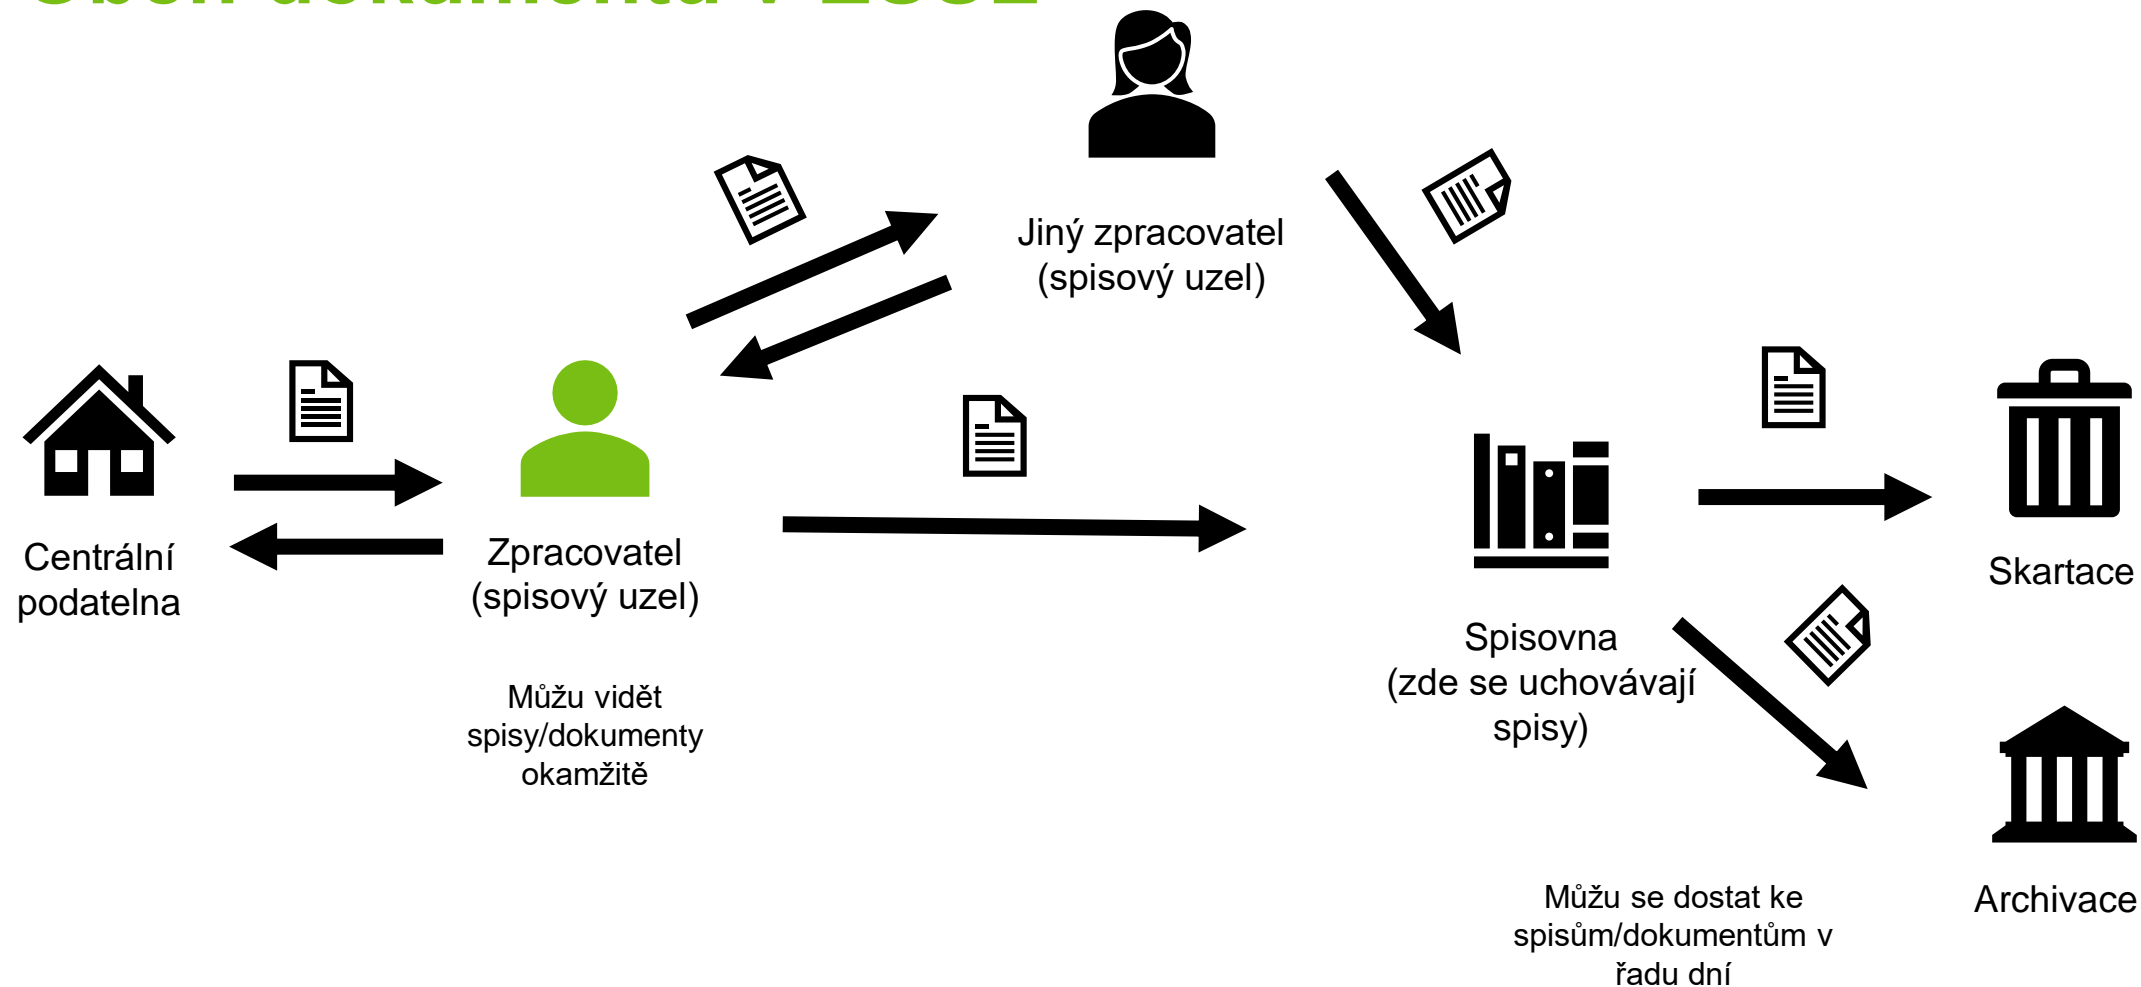 Jiný zpracovatel
(spisový uzel)
Centrální
podatelna
Zpracovatel
(spisový uzel)
Můžu vidět
spisy/dokumenty
okamžitě
Spisovna
(zde se uchovávají
spisy)
Skartace
Archivace
Můžu se dostat ke
spisům/dokumentům v
řadu dní